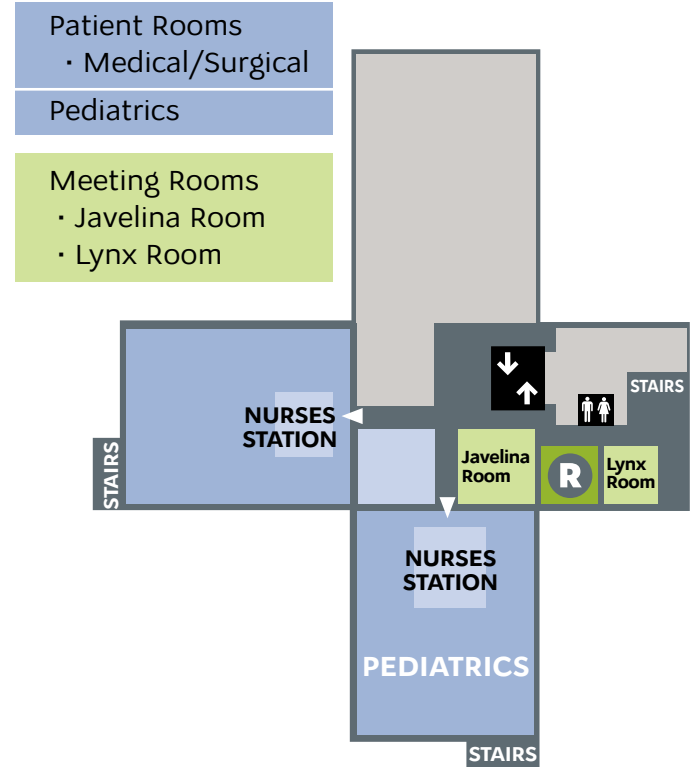 Patient Rooms
· Medical/Surgical
Pediatrics
Meeting Rooms
· Javelina Room
· Lynx Room
STAIRS
NURSES
STATION
STAIRS
Javelina
Room
R
Lynx
Room
NURSES
STATION
PEDIATRICS
STAIRS